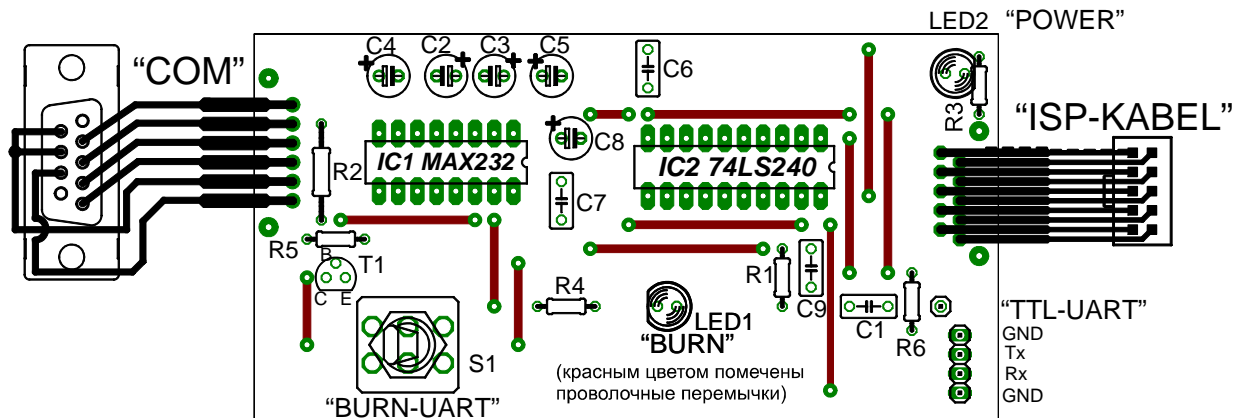 LED2 “POWER”
“COM”
C4
C2
C3
C5
C6
R3
“ISP-KABEL”
+
+
+
+
+
C8
IC1 MAX232
IC2 74LS240
R2
C7
R5
B
T1
C E
R4
R1
C9
C1
R6
LED1
“BURN”
“TTL-UART”
GND
Tx
Rx
GND
S1
“BURN-UART”
(красным цветом помечены
проволочные перемычки)